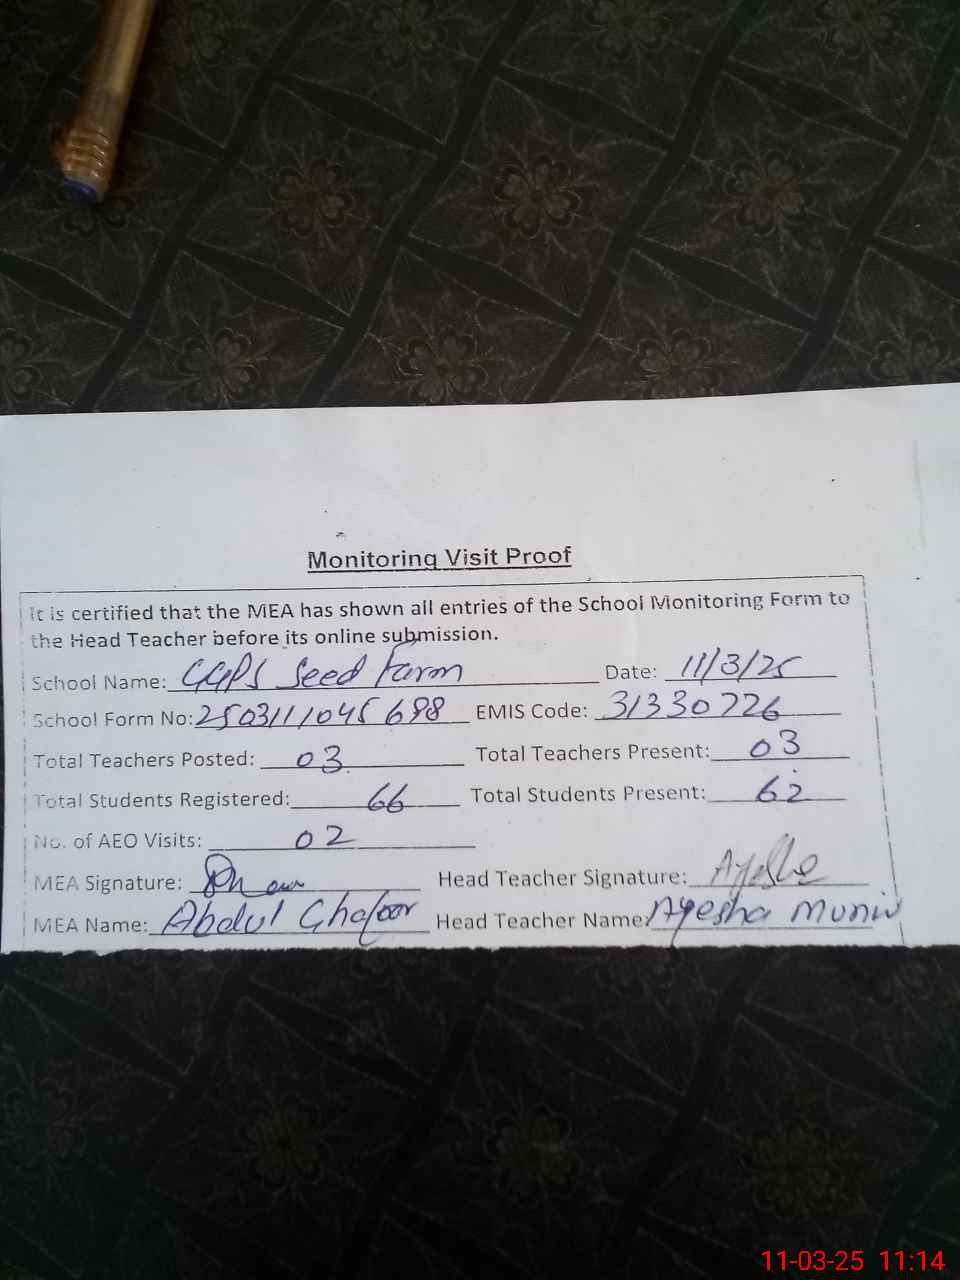 Monitoring Visit Proof
It is certified that the MEA has shown all entries of the School Monitoring Form to
the Head Teacher before its online submission.
School Name: GGPS Seed Farm Date: 11/3/25
School Form No: 250311045698 EMIS Code: 31330726
Total Teachers Posted: 03 Total Teachers Present: 03
Total Students Registered: 66 Total Students Present: 62
No. of AEO Visits: 02
MEA Signature: Head Teacher Signature: Ayesha
MEA Name: Abdul Ghafoor Head Teacher Name: Ayesha Munir
11-03-25 11:14